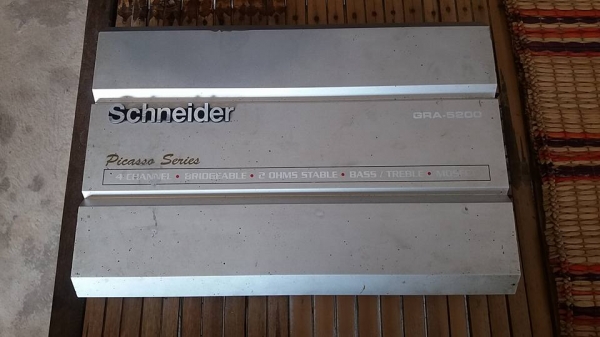 Schneider
GRA-5200
Picasso Series
4 CHANNEL • BRIDGEABLE • 2 OHMS STABLE • BASS / TREBLE •